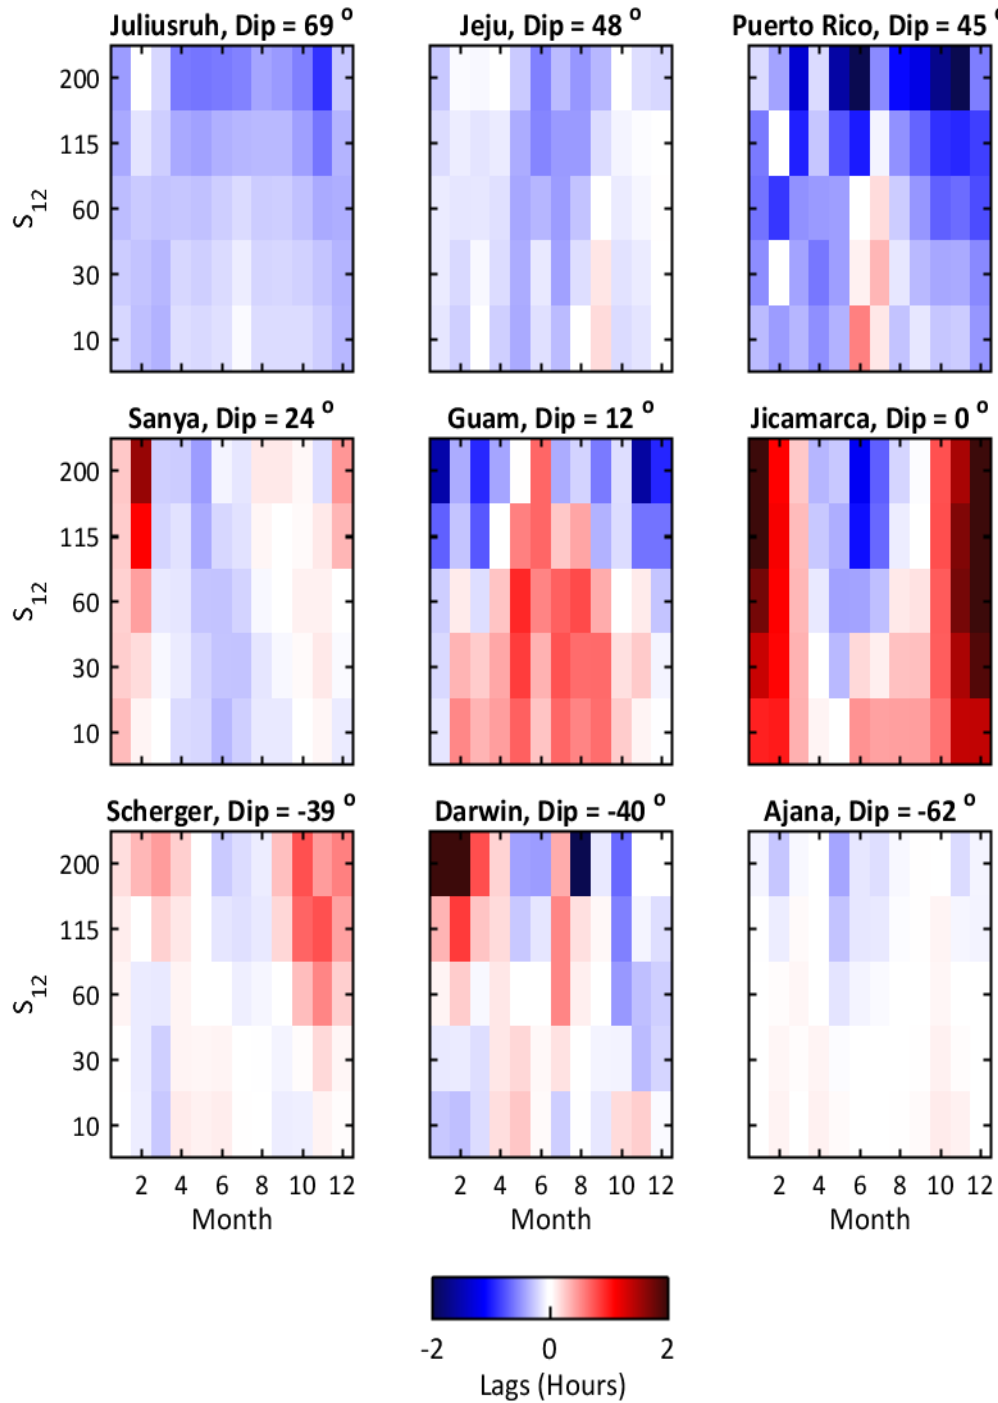 Juliusruh, Dip = 69 °
Jeju, Dip = 48 °
Puerto Rico, Dip = 45 °
200
115
60
30
10
S12
Sanya, Dip = 24 °
Guam, Dip = 12 °
Jicamarca, Dip = 0 °
200
115
60
30
10
S12
Scherger, Dip = -39 °
Darwin, Dip = -40 °
Ajana, Dip = -62 °
200
115
60
30
10
S12
2 4 6 8 10 12
2 4 6 8 10 12
2 4 6 8 10 12
Month
Month
Month
-2 0 2
Lags (Hours)